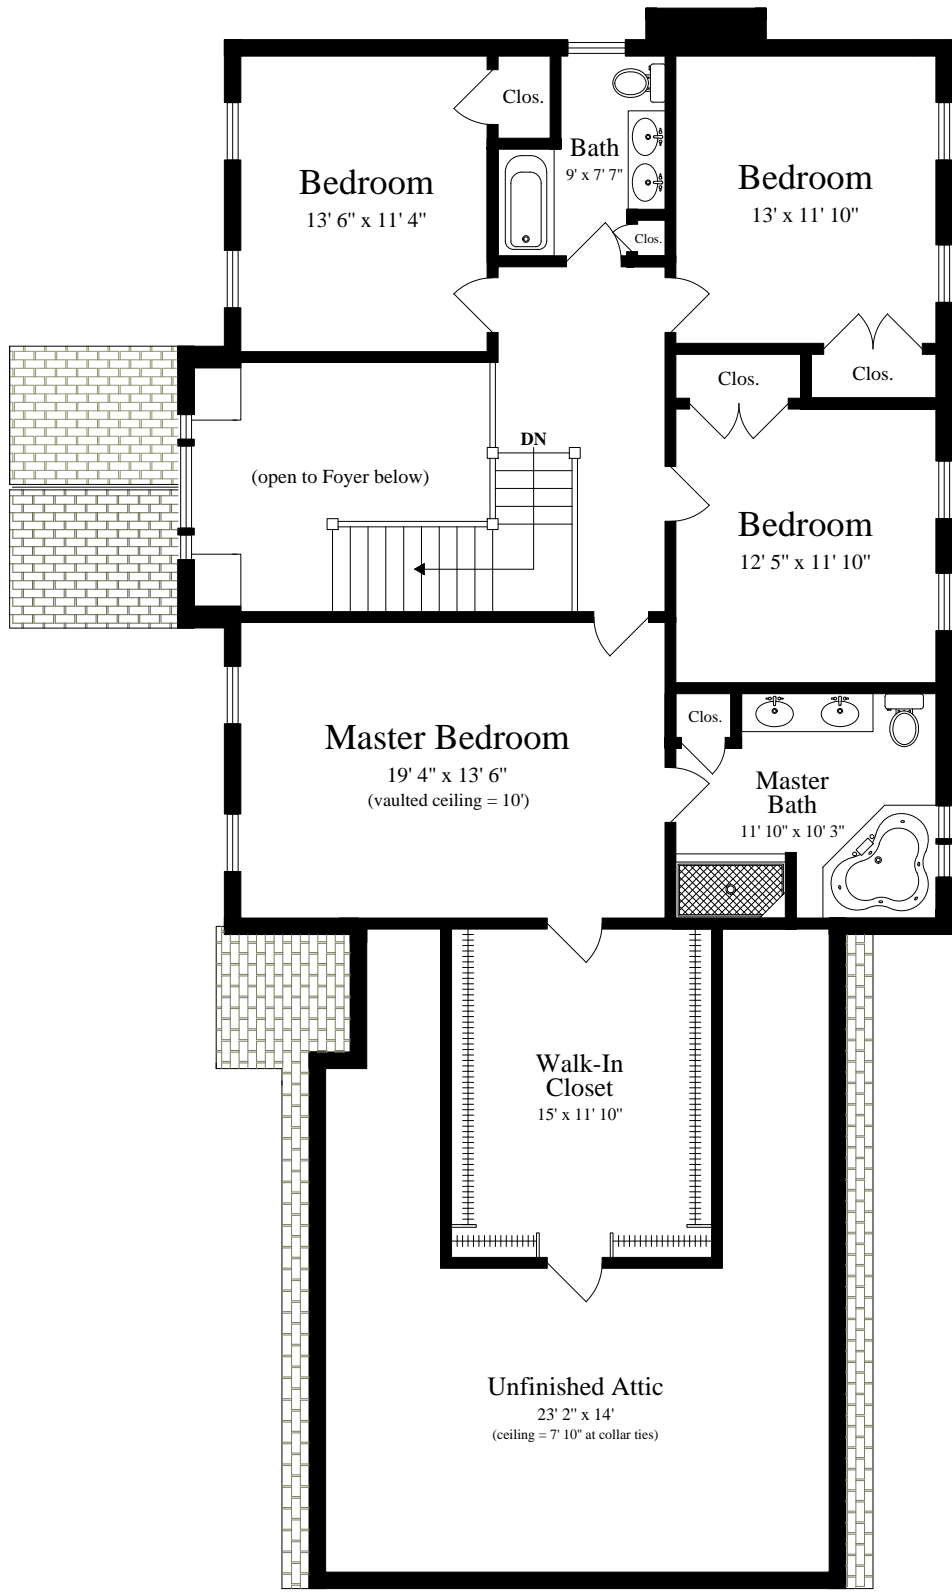 Clos.
Bath
9' x 7' 7"
Bedroom
13' 6" x 11' 4"
Bedroom
13' x 11' 10"
Clos.
Clos.
Clos.
DN
(open to Foyer below)
Bedroom
12' 5" x 11' 10"
Clos.
Master Bedroom
19' 4" x 13' 6"
(vaulted ceiling = 10')
Master
Bath
11' 10" x 10' 3"
Walk-In
Closet
15' x 11' 10"
Unfinished Attic
23' 2" x 14'
(ceiling = 7' 10" at collar ties)